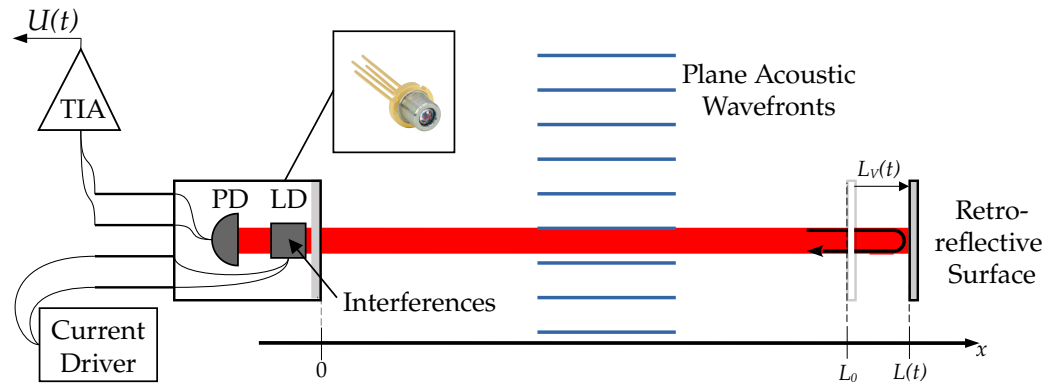 U(t)
TIA
Plane Acoustic
Wavefronts
L_V(t)
PD
LD
Retro-
reflective
Surface
Interferences
Current
Driver
x
0
L_0
L(t)